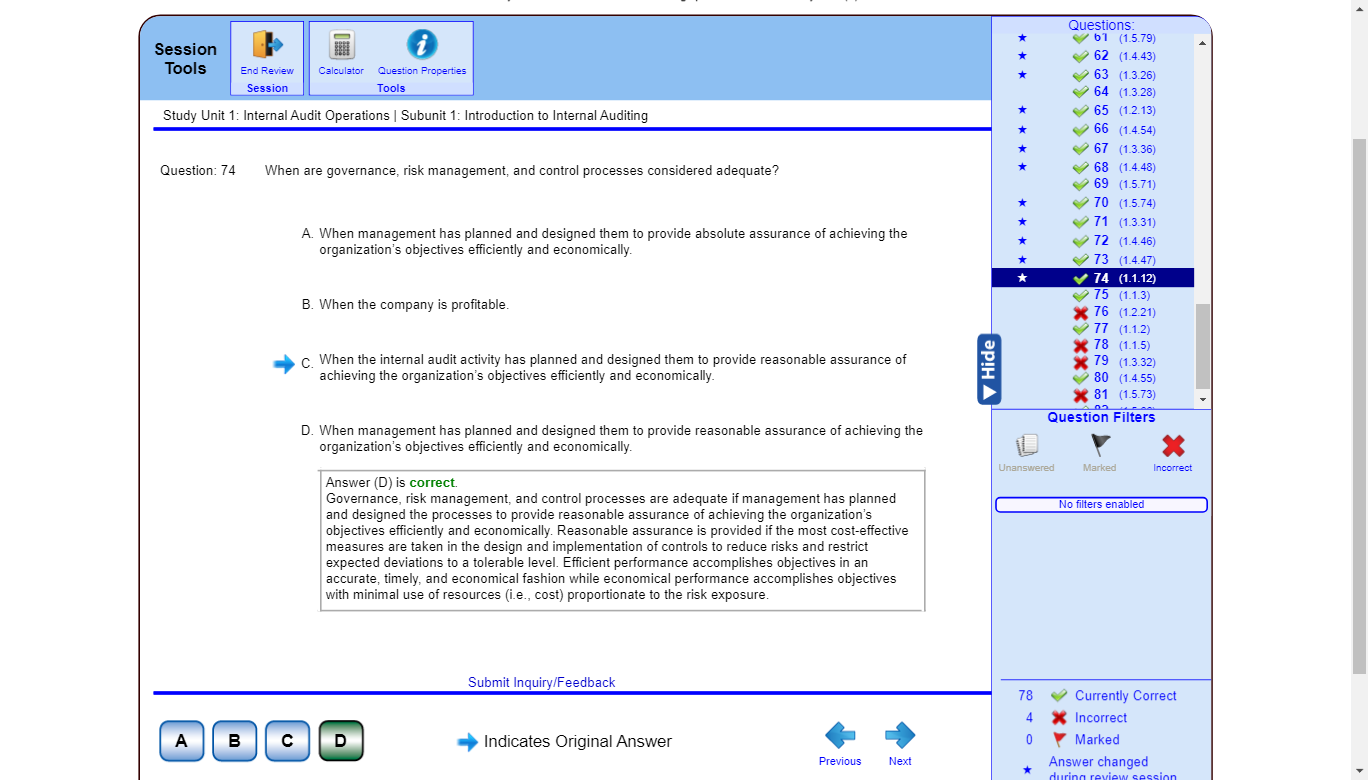 Session
Tools
End Review
Session
Calculator
Question Properties
Tools
Study Unit 1: Internal Audit Operations | Subunit 1: Introduction to Internal Auditing
Question: 74 When are governance, risk management, and control processes considered adequate?
A. When management has planned and designed them to provide absolute assurance of achieving the
organization's objectives efficiently and economically.
B. When the company is profitable.
C. When the internal audit activity has planned and designed them to provide reasonable assurance of
achieving the organization's objectives efficiently and economically.
D. When management has planned and designed them to provide reasonable assurance of achieving the
organization's objectives efficiently and economically.
Answer (D) is correct.
Governance, risk management, and control processes are adequate if management has planned
and designed the processes to provide reasonable assurance of achieving the organization's
objectives efficiently and economically. Reasonable assurance is provided if the most cost-effective
measures are taken in the design and implementation of controls to reduce risks and restrict
expected deviations to a tolerable level. Efficient performance accomplishes objectives in an
accurate, timely, and economical fashion while economical performance accomplishes objectives
with minimal use of resources (i.e., cost) proportionate to the risk exposure.
Submit Inquiry/Feedback
A
B
C
D
Indicates Original Answer
Previous
Next
Questions:
61 (1.5.79)
62 (1.4.43)
63 (1.3.26)
64 (1.3.28)
65 (1.2.13)
66 (1.4.54)
67 (1.3.36)
68 (1.4.48)
69 (1.5.71)
70 (1.5.74)
71 (1.3.31)
72 (1.4.46)
73 (1.4.47)
74 (1.1.12)
75 (1.1.3)
76 (1.2.21)
77 (1.1.2)
78 (1.1.5)
79 (1.3.32)
80 (1.4.55)
81 (1.5.73)
Hide
Question Filters
Unanswered
Marked
Incorrect
No filters enabled
78 Currently Correct
4 Incorrect
0 Marked
Answer changed
during review session